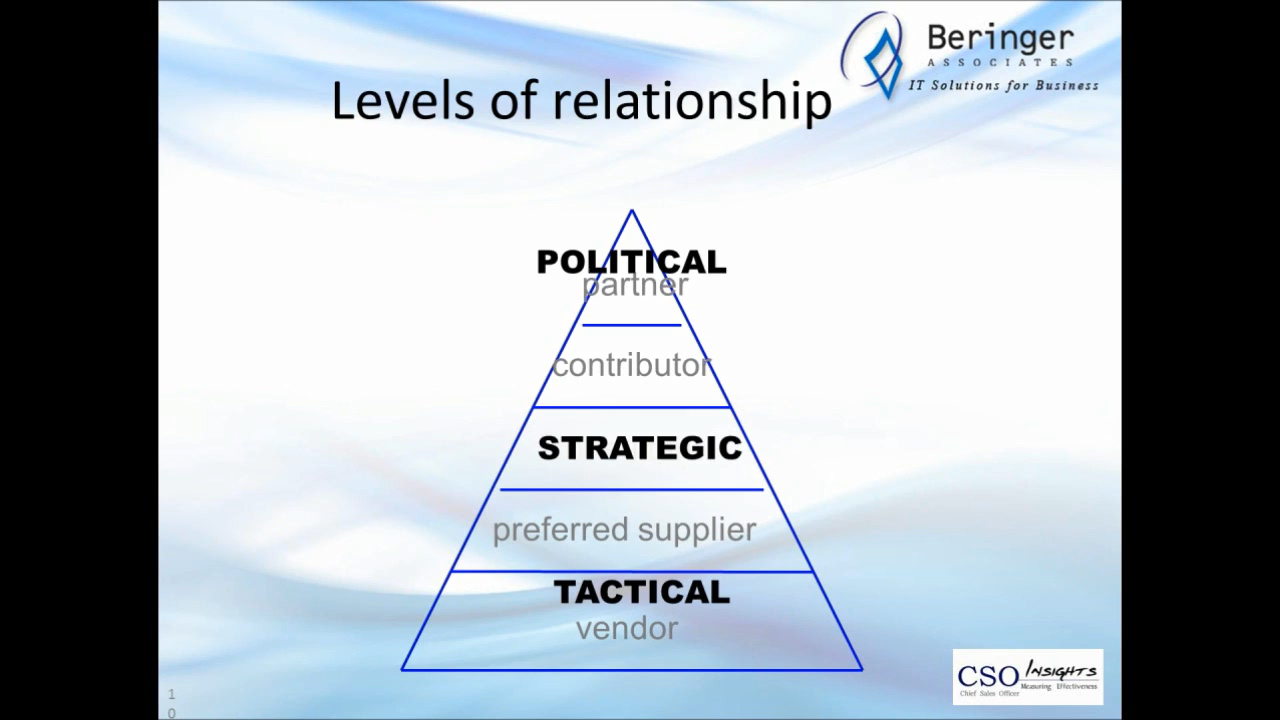 Beringer
ASSOCIATES
IT Solutions for Business
Levels of relationship
POLITICAL
partner
contributor
STRATEGIC
preferred supplier
TACTICAL
vendor
CSO INSIGHTS
Chief Sales Officer Measuring Effectiveness
1
0